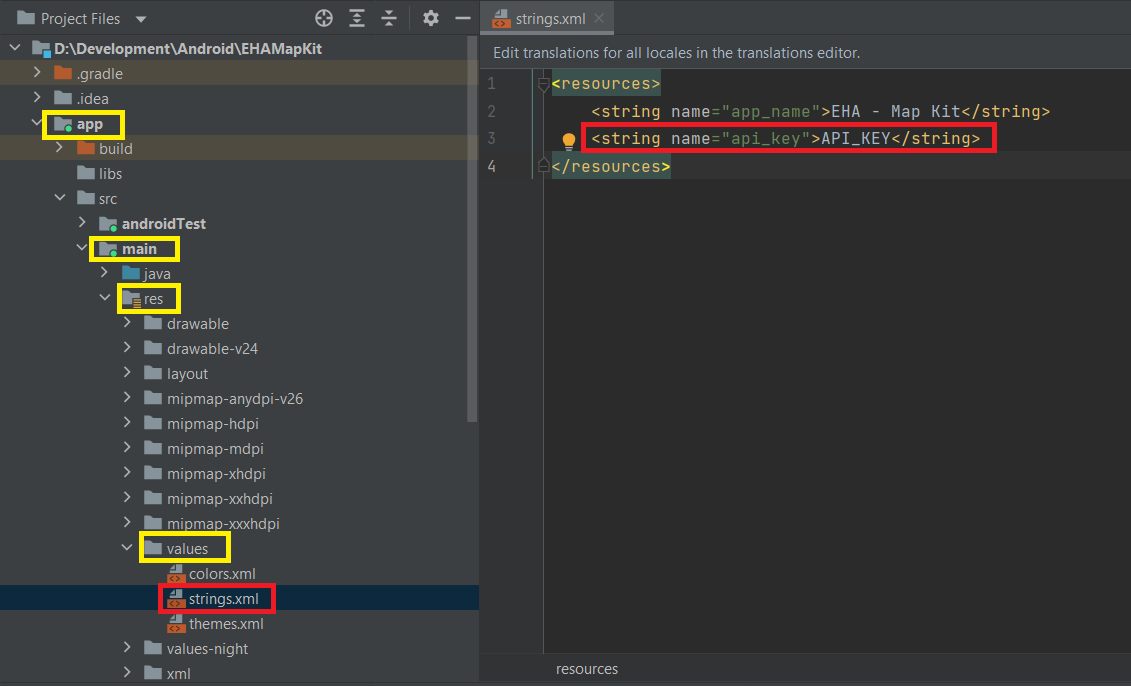 Project Files
D:\Development\Android\EHAMapKit
.gradle
.idea
app
build
libs
src
androidTest
main
java
res
drawable
drawable-v24
layout
mipmap-anydpi-v26
mipmap-hdpi
mipmap-mdpi
mipmap-xhdpi
mipmap-xxhdpi
mipmap-xxxhdpi
values
colors.xml
strings.xml
themes.xml
values-night
xml
strings.xml
Edit translations for all locales in the translations editor.
1 <resources>
2 <string name="app_name">EHA - Map Kit</string>
3 <string name="api_key">API_KEY</string>
4 </resources>
resources